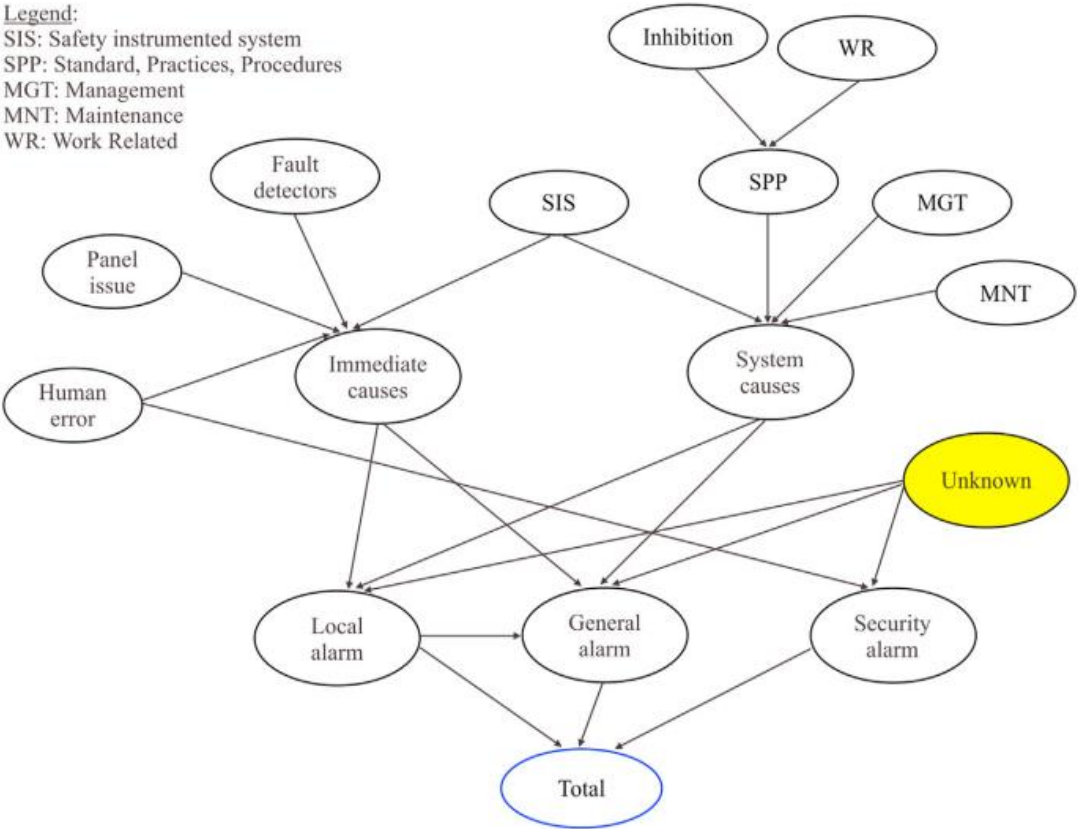 Legend:
SIS: Safety instrumented system
SPP: Standard, Practices, Procedures
MGT: Management
MNT: Maintenance
WR: Work Related
Inhibition
WR
Fault
detectors
SIS
SPP
MGT
Panel
issue
MNT
Immediate
causes
System
causes
Human
error
Unknown
Local
alarm
General
alarm
Security
alarm
Total